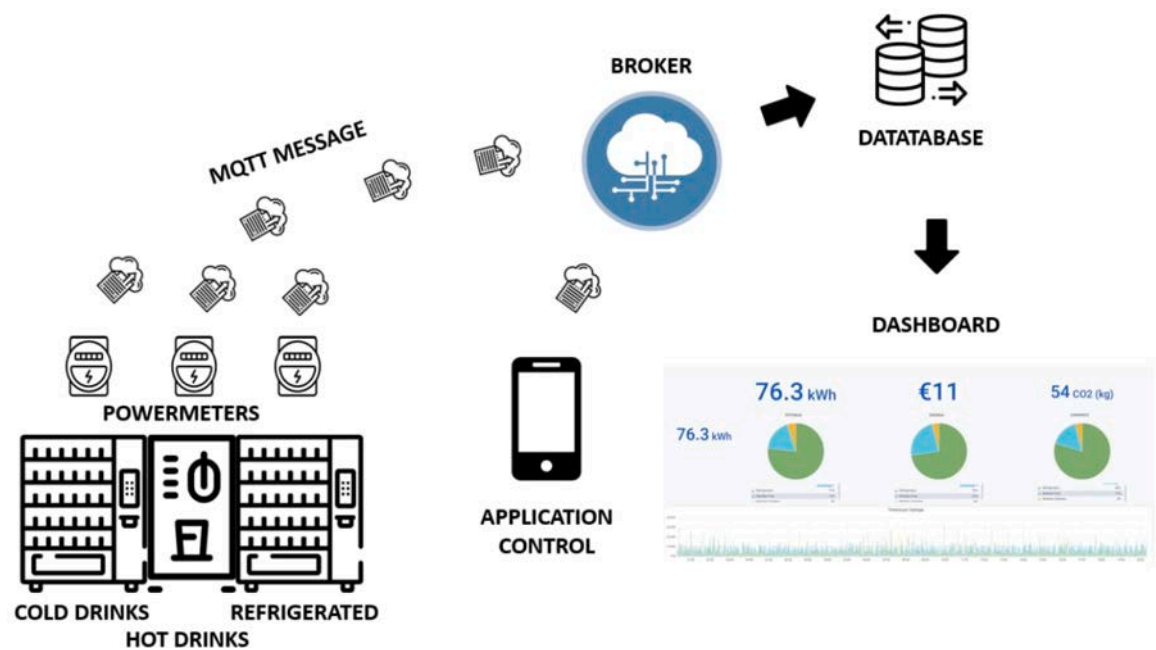 BROKER
DATATABASE
MQTT MESSAGE
DASHBOARD
POWERMETERS
76.3 kWh
€11
54 CO2 (kg)
76.3 kWh
APPLICATION
CONTROL
COLD DRINKS
REFRIGERATED
HOT DRINKS